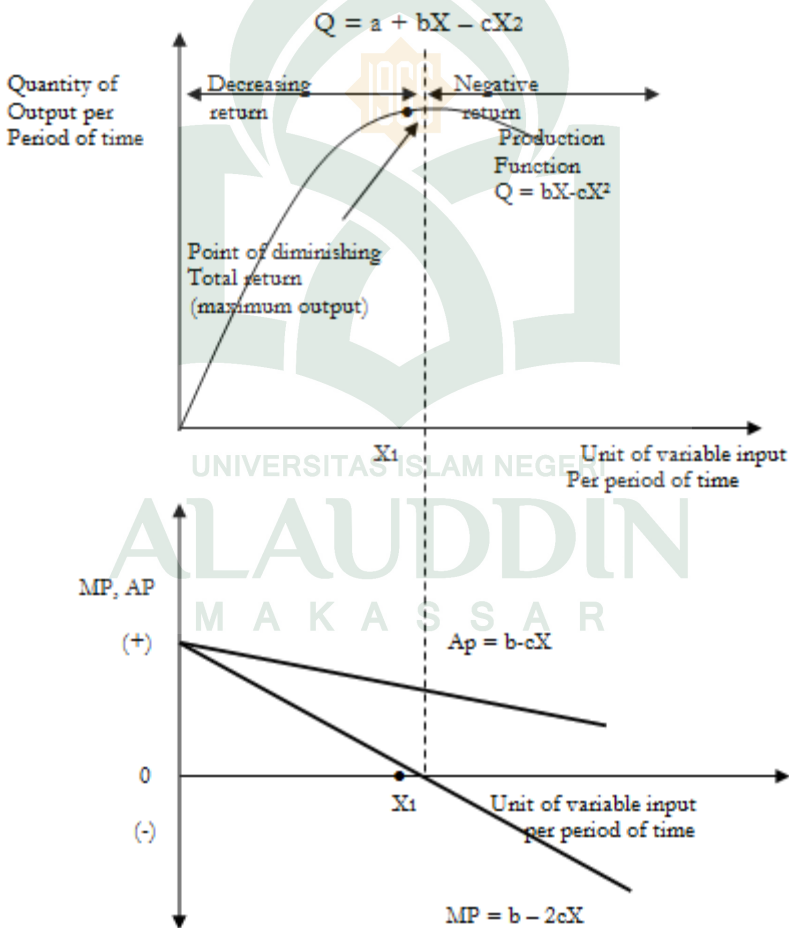 Q = a + bX – cX2
Quantity of
Output per
Period of time
Decreasing
return
Negative
return
Production
Function
Q = bX-cX²
Point of diminishing
Total return
(maximum output)
X1
Unit of variable input
Per period of time
UNIVERSITAS ISLAM NEGERI
ALAUDDIN
MAKASSAR
MP, AP
(+)
Ap = b-cX
0
X1
Unit of variable input
per period of time
(-)
MP = b – 2cX
1968